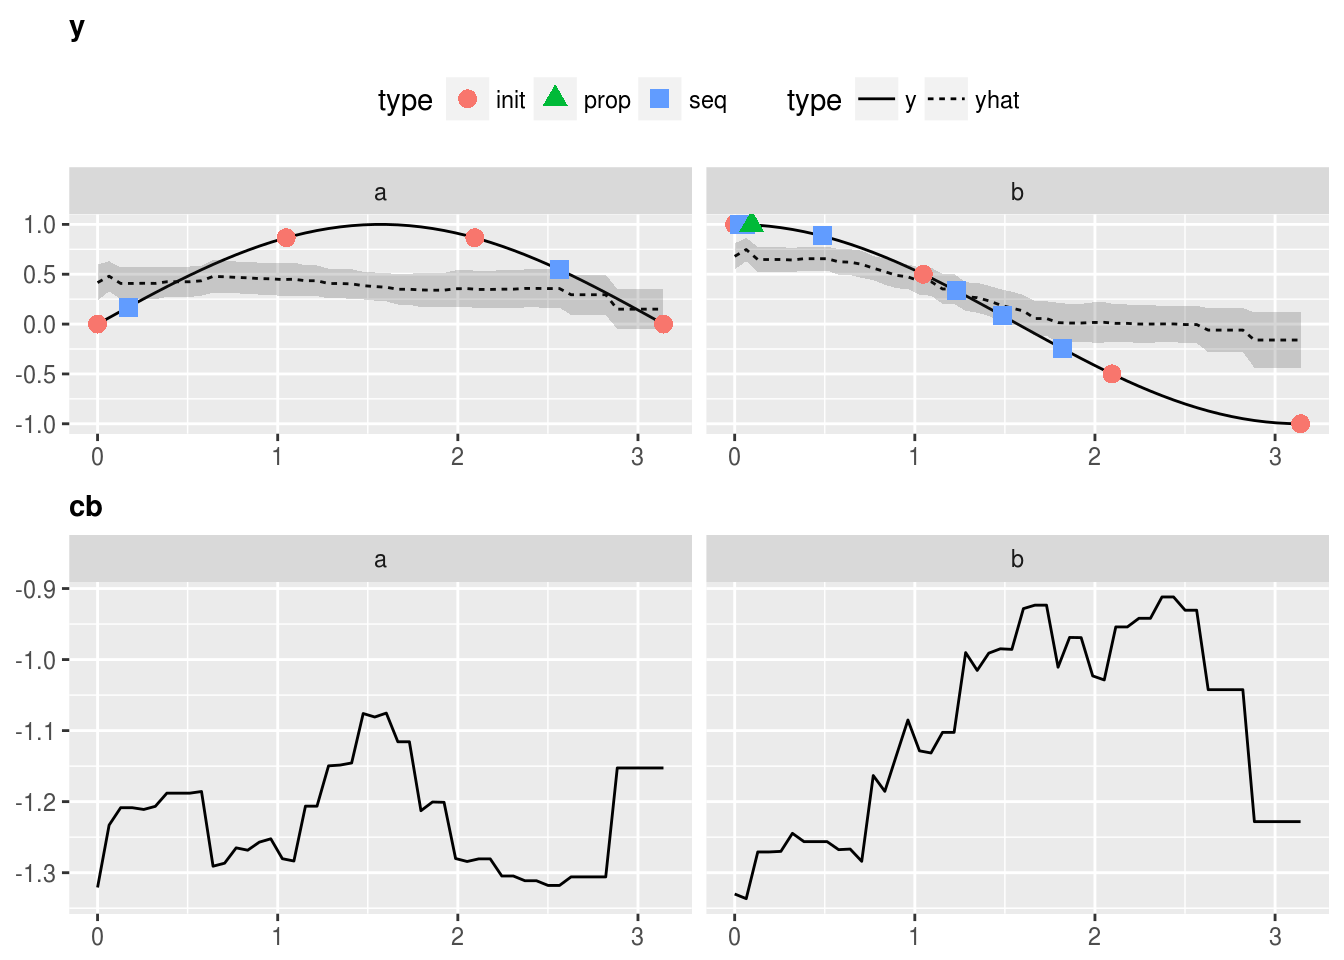 y
type init prop seq type y yhat
a b
1.0
0.5
0.0
-0.5
-1.0
0 1 2 3 0 1 2 3
cb
a b
-0.9
-1.0
-1.1
-1.2
-1.3
0 1 2 3 0 1 2 3